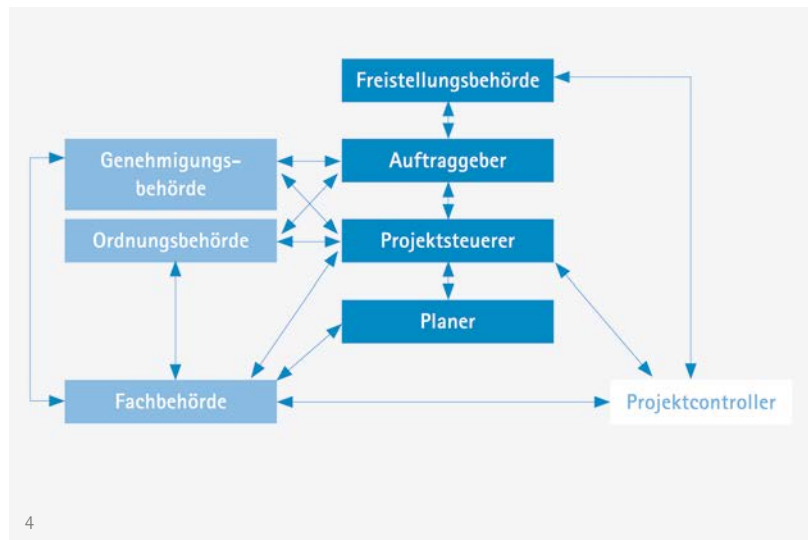 Freistellungsbehörde
Genehmigungs-
behörde
Auftraggeber
Ordnungsbehörde
Projektsteuerer
Planer
Fachbehörde
Projektcontroller
4